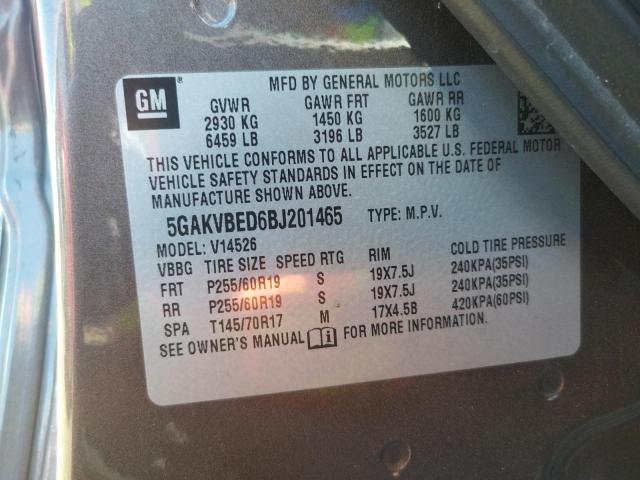 MFD BY GENERAL MOTORS LLC
GM®
GVWR GAWR FRT GAWR RR
2930 KG 1450 KG 1600 KG
6459 LB 3196 LB 3527 LB
THIS VEHICLE CONFORMS TO ALL APPLICABLE U.S. FEDERAL MOTOR
VEHICLE SAFETY STANDARDS IN EFFECT ON THE DATE OF
MANUFACTURE SHOWN ABOVE.
5GAKVBED6BJ201465 TYPE: M.P.V.
MODEL: V14526
VBBG TIRE SIZE SPEED RTG RIM COLD TIRE PRESSURE
FRT P255/60R19 S 19X7.5J 240KPA(35PSI)
RR P255/60R19 S 19X7.5J 240KPA(35PSI)
SPA T145/70R17 M 17X4.5B 420KPA(60PSI)
SEE OWNER'S MANUAL i FOR MORE INFORMATION.